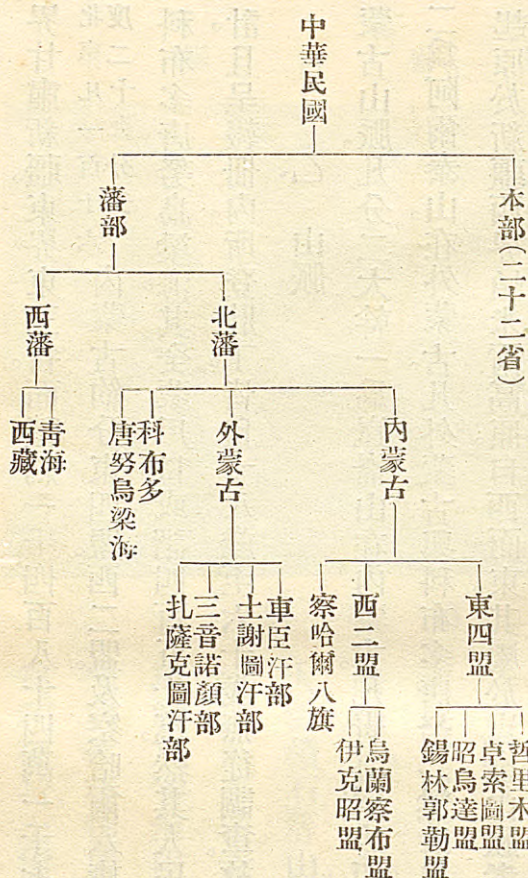 中華民國
本部(二十二省)
藩部
北藩
內蒙古
東四盟
哲里木盟
卓索圖盟
昭烏達盟
錫林郭勒盟
西二盟
烏蘭察布盟
伊克昭盟
察哈爾八旗
外蒙古
車臣汗部
土謝圖汗部
三音諾顏部
扎薩克圖汗部
科布多
唐努烏梁海
西藩
青海
西藏